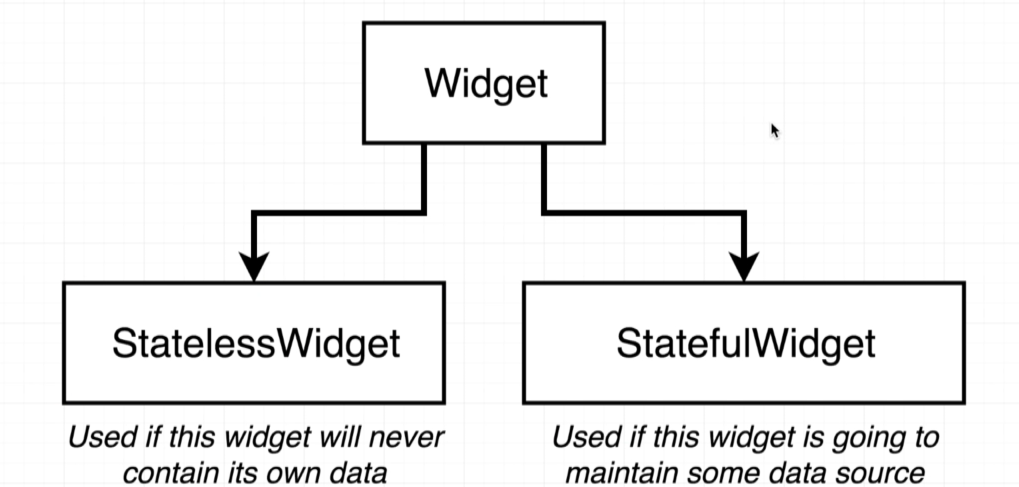 Widget
StatelessWidget
StatefulWidget
Used if this widget will never
contain its own data
Used if this widget is going to
maintain some data source